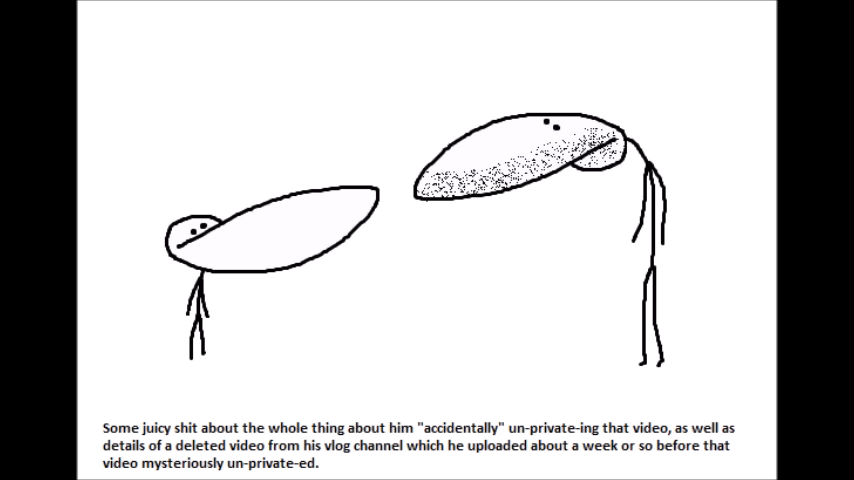 Some juicy shit about the whole thing about him "accidentally" un-private-ing that video, as well as
details of a deleted video from his vlog channel which he uploaded about a week or so before that
video mysteriously un-private-ed.